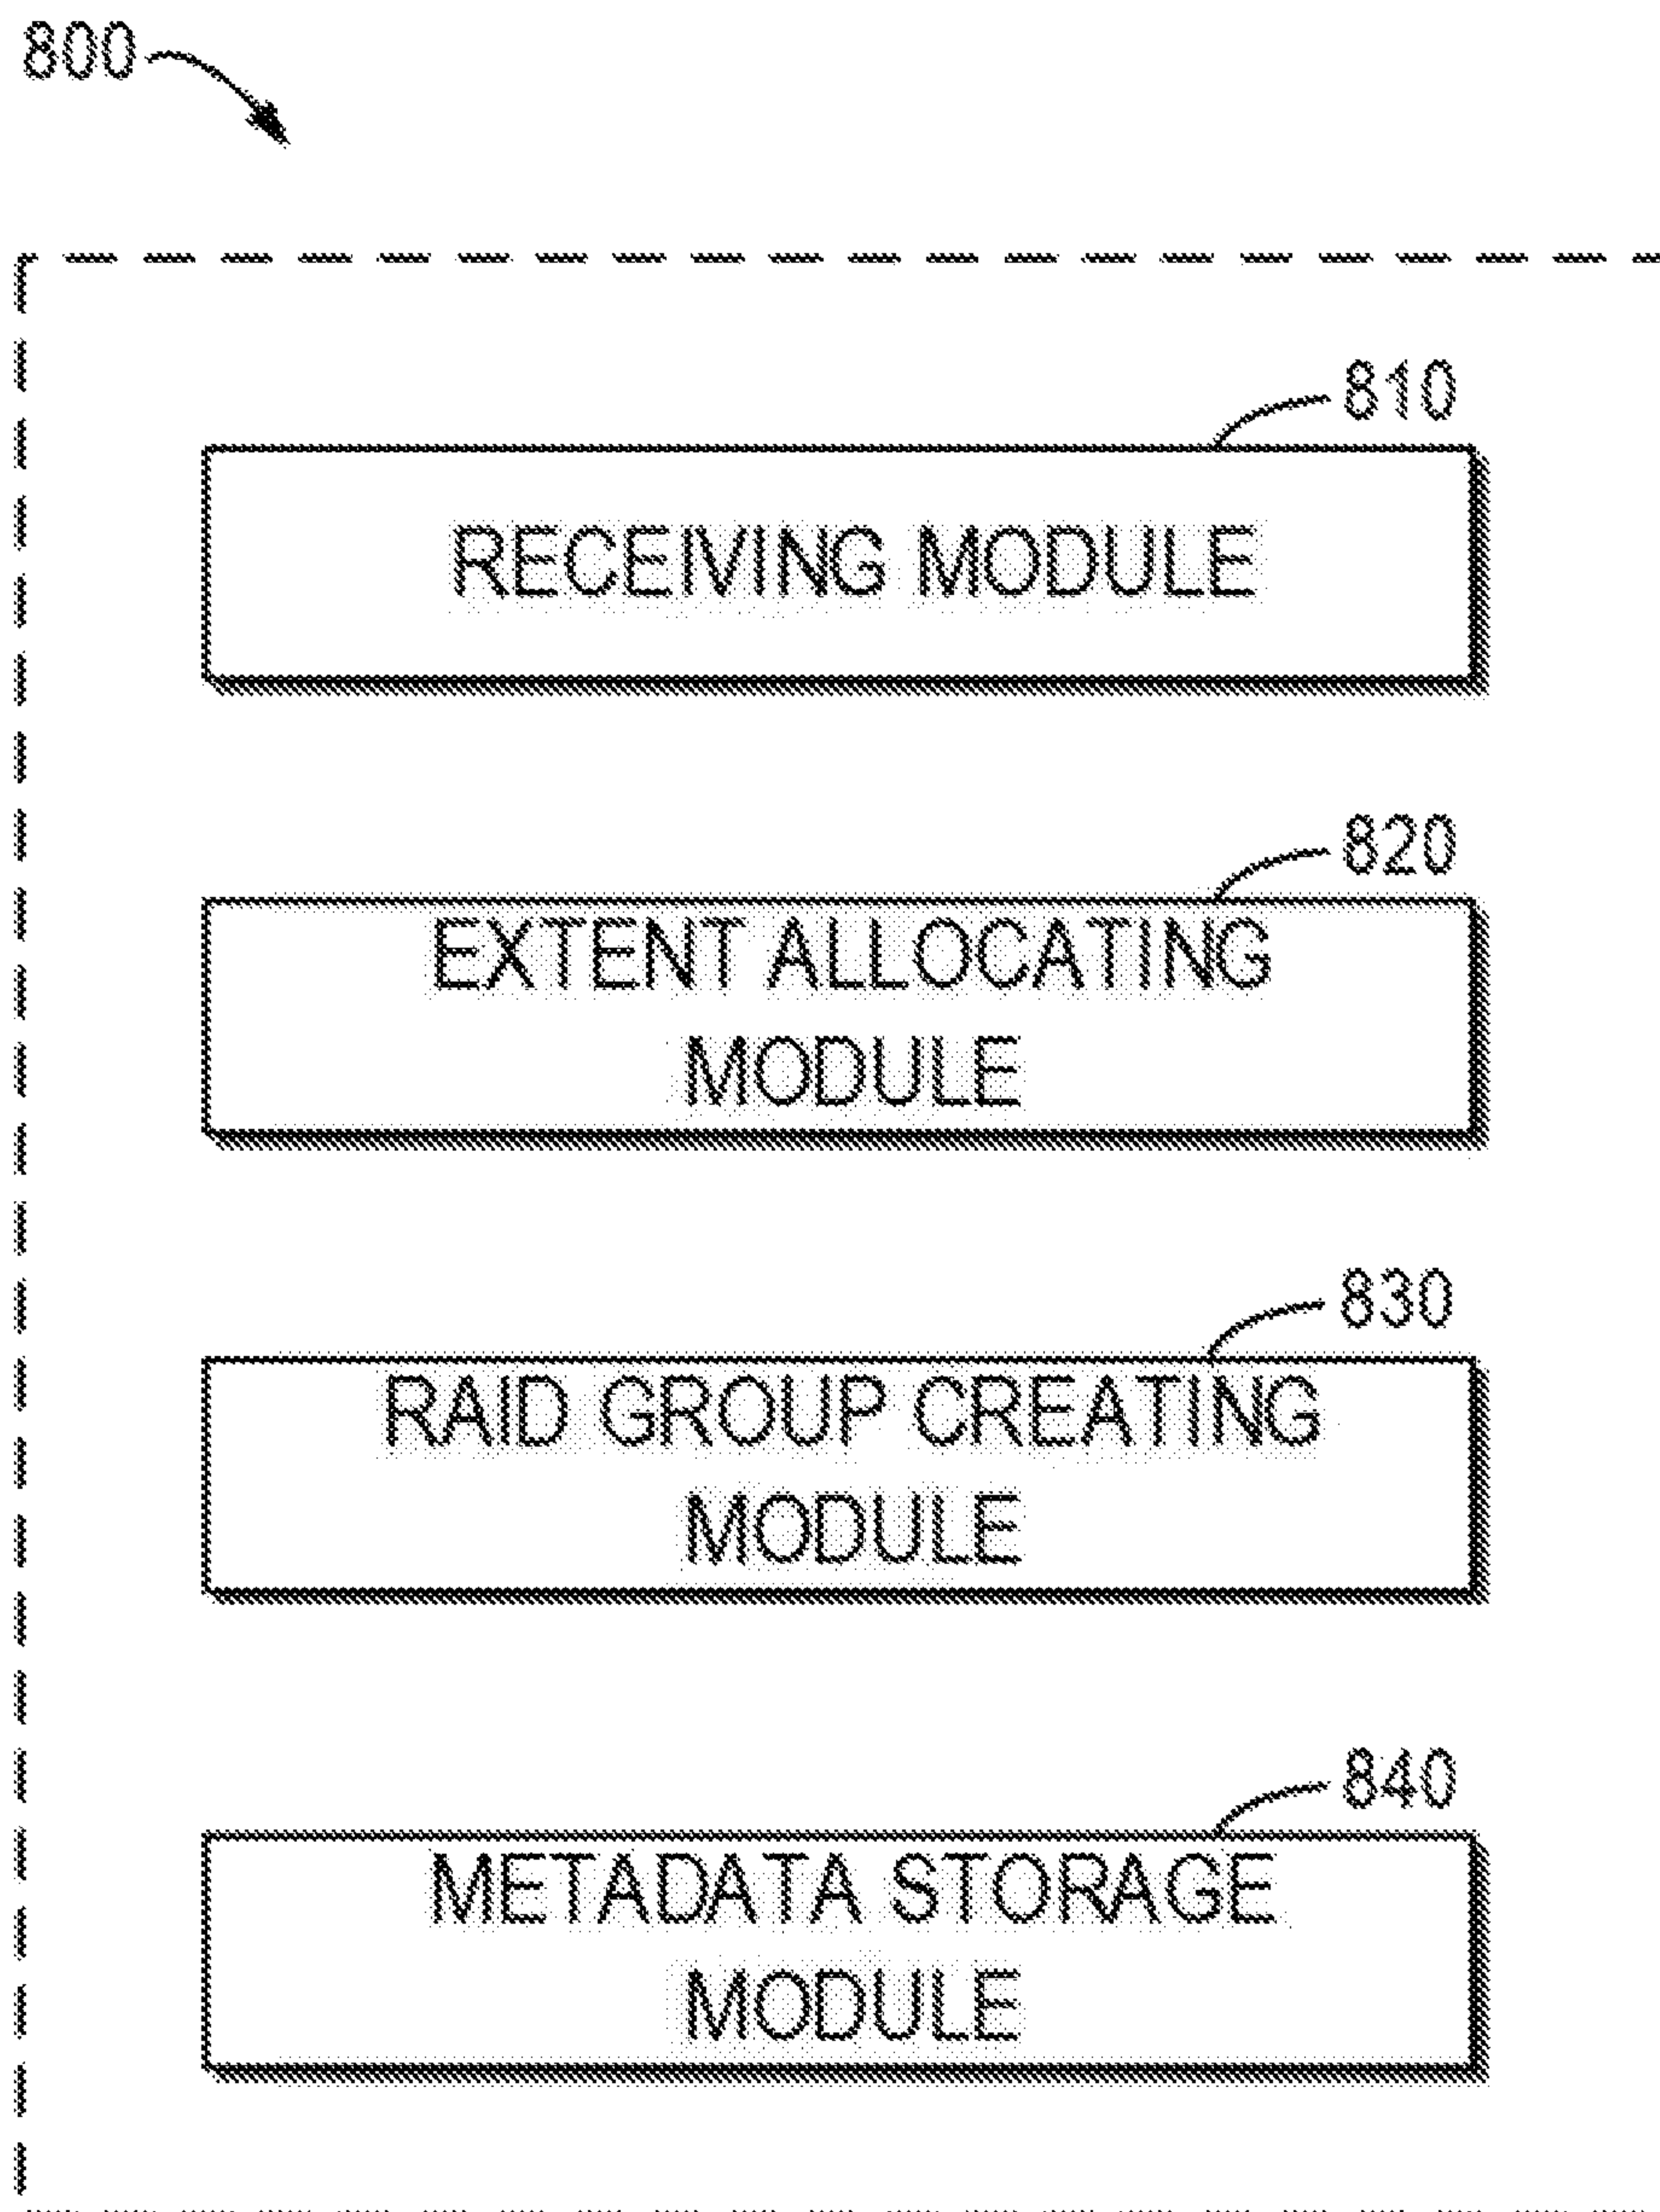 800
810
RECEIVING MODULE
820
EXTENT ALLOCATING
MODULE
830
RAID GROUP CREATING
MODULE
840
METADATA STORAGE
MODULE